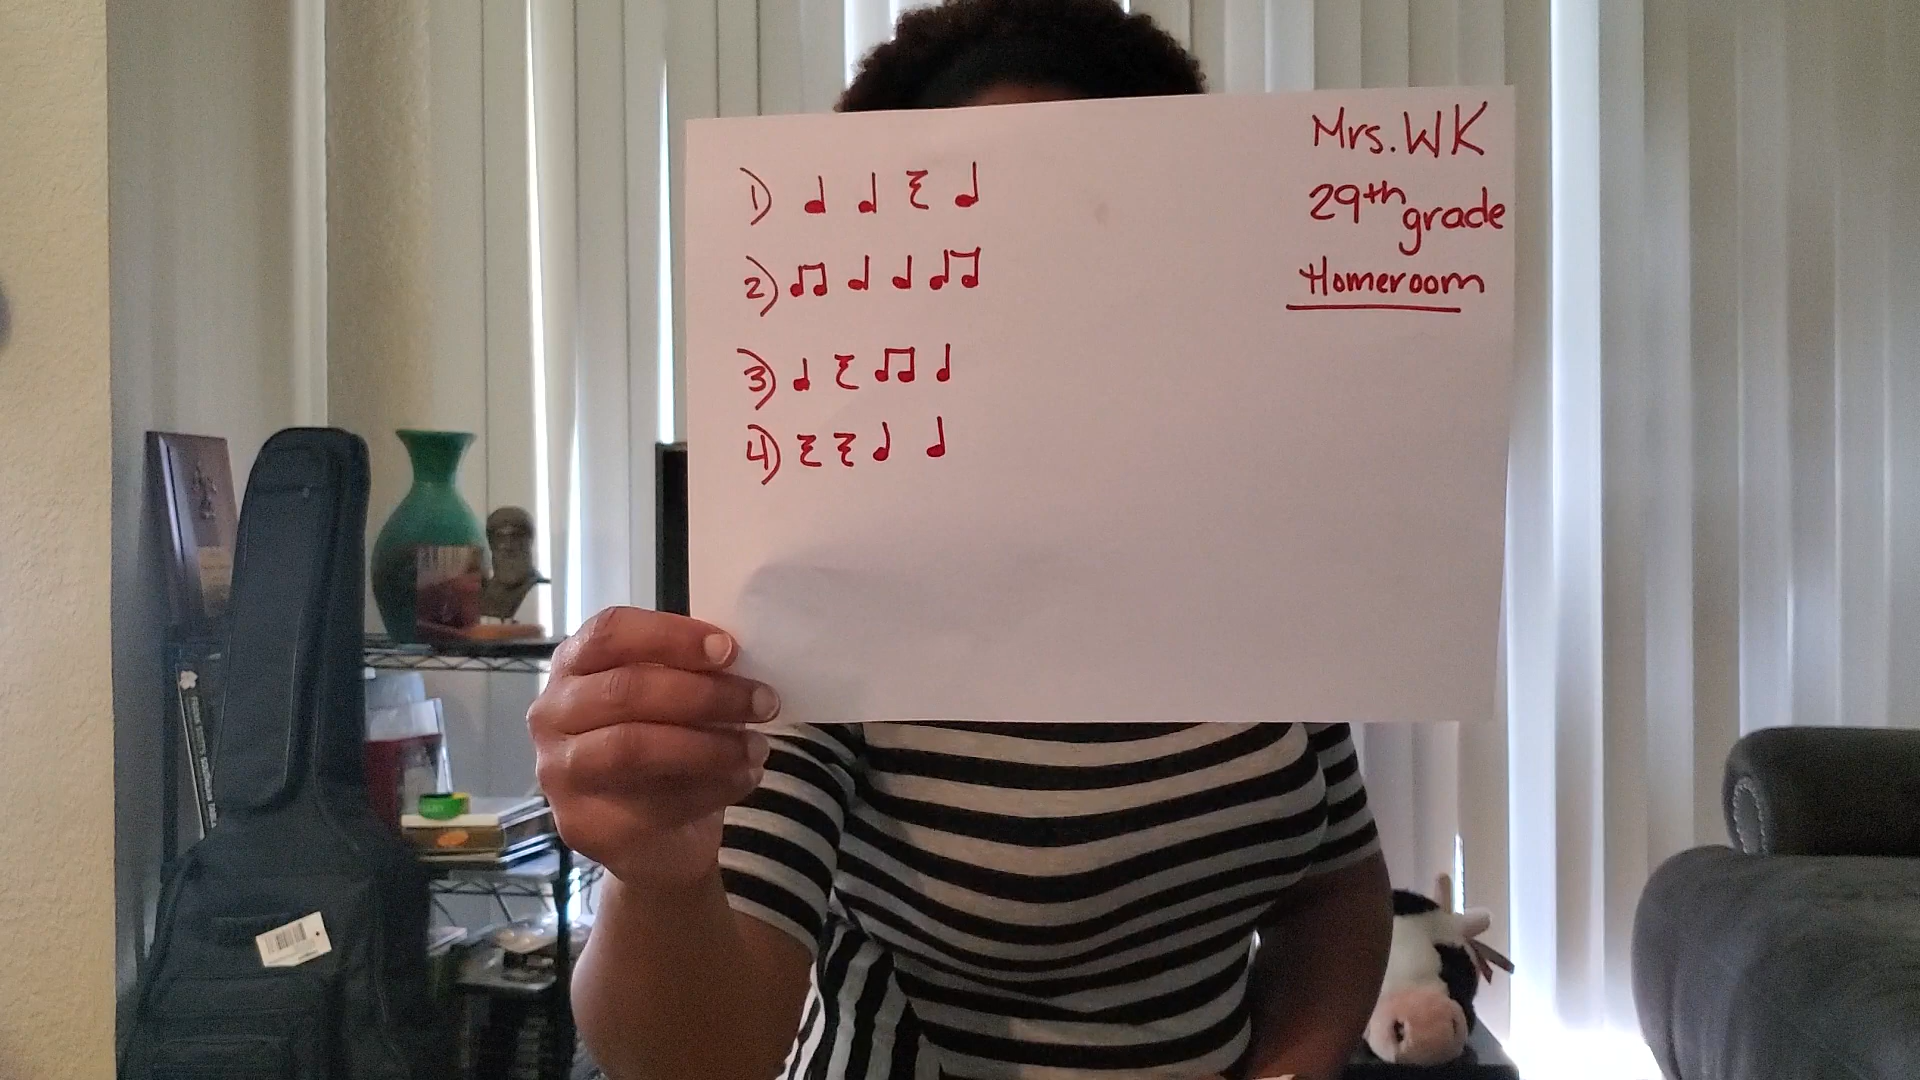 1) ♩ ♩ 𝄽 ♩
2) ♫ ♩ ♩ ♫
3) ♩ 𝄽 ♫ ♩
4) 𝄽 𝄽 ♩ ♩
Mrs. WK
29th grade
Homeroom